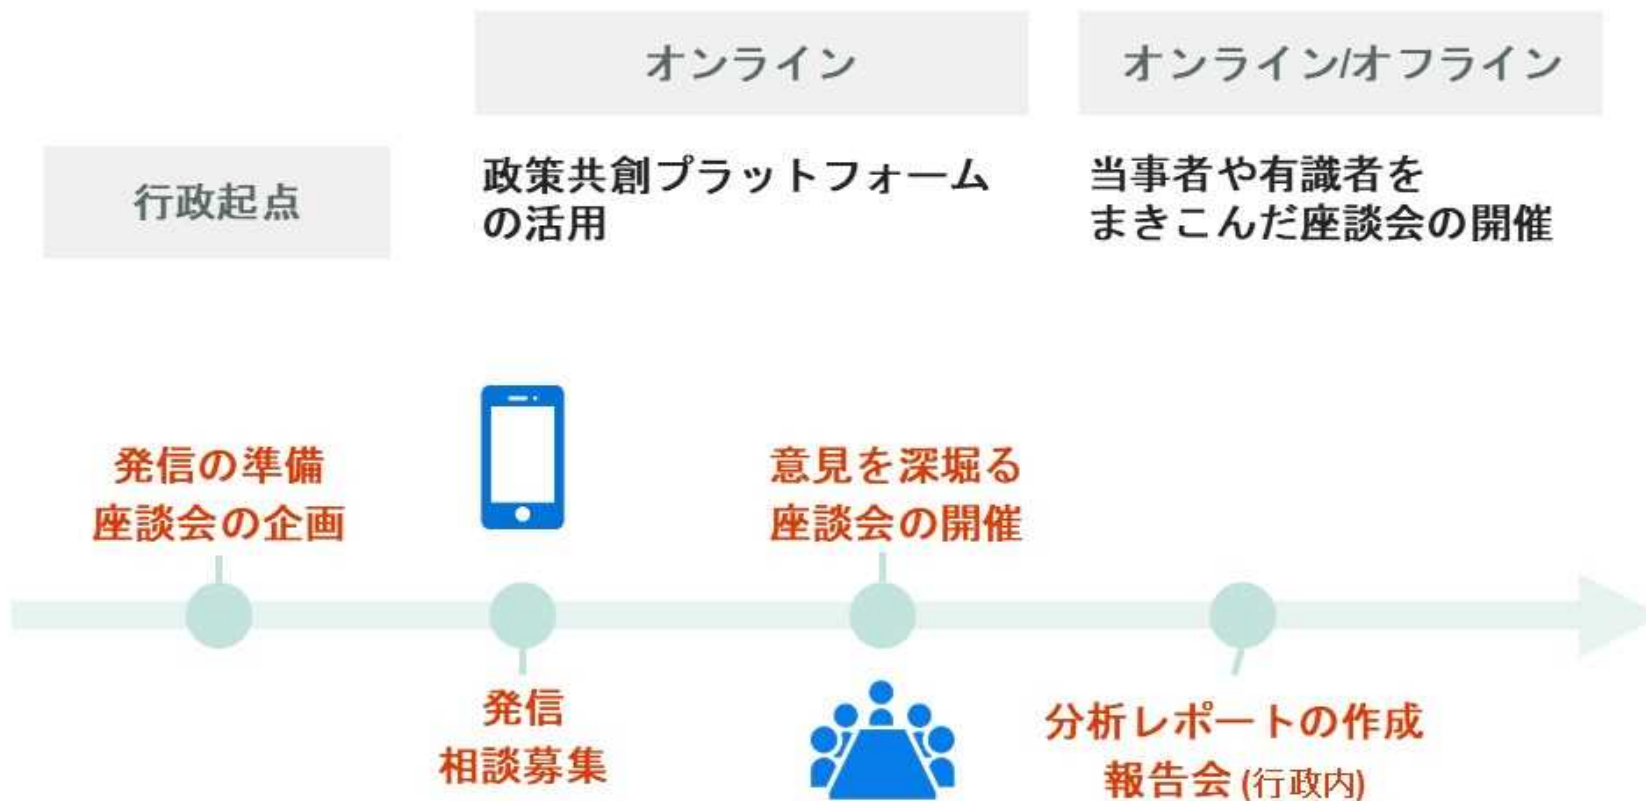 オンライン
オンライン/オフライン
行政起点
政策共創プラットフォーム
の活用
当事者や有識者を
まきこんだ座談会の開催
発信の準備
座談会の企画
意見を深堀る
座談会の開催
発信
相談募集
分析レポートの作成
報告会(行政内)